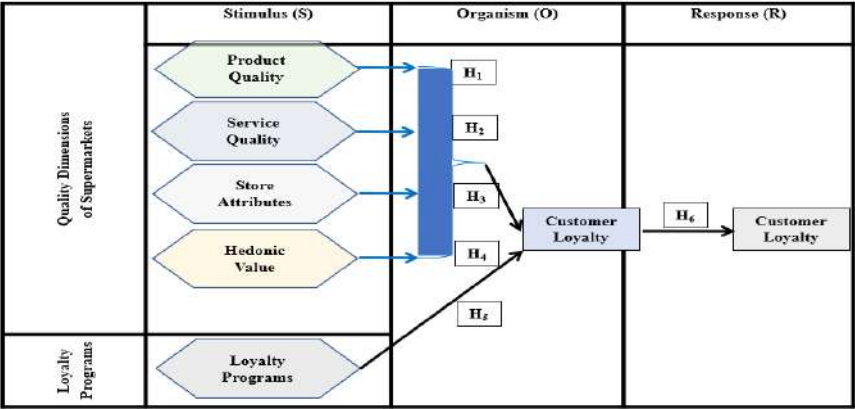 Stimulus (S)
Organism (O)
Response (R)
Quality Dimensions
of Supermarkets
Product
Quality
Service
Quality
Store
Attributes
Hedonic
Value
H₁
H₂
H₃
H₄
Customer
Loyalty
H₆
Customer
Loyalty
H₅
Loyalty
Programs
Loyalty
Programs